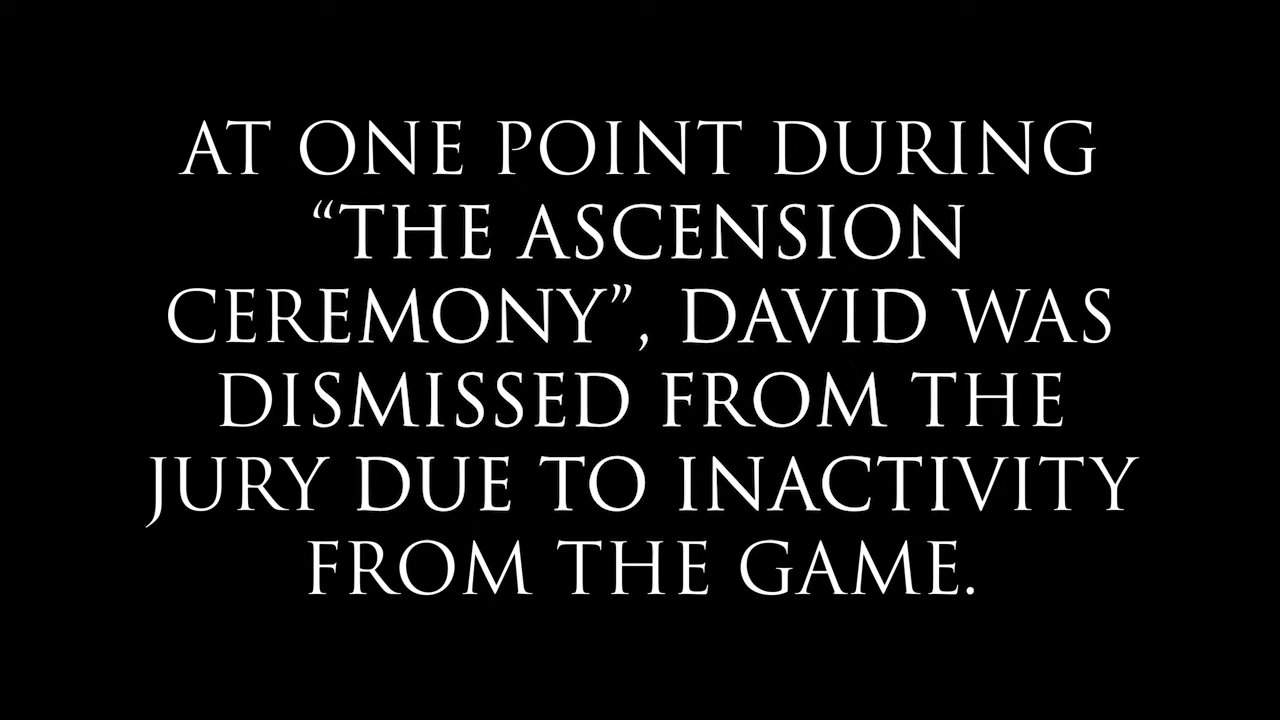 AT ONE POINT DURING
“THE ASCENSION
CEREMONY”, DAVID WAS
DISMISSED FROM THE
JURY DUE TO INACTIVITY
FROM THE GAME.